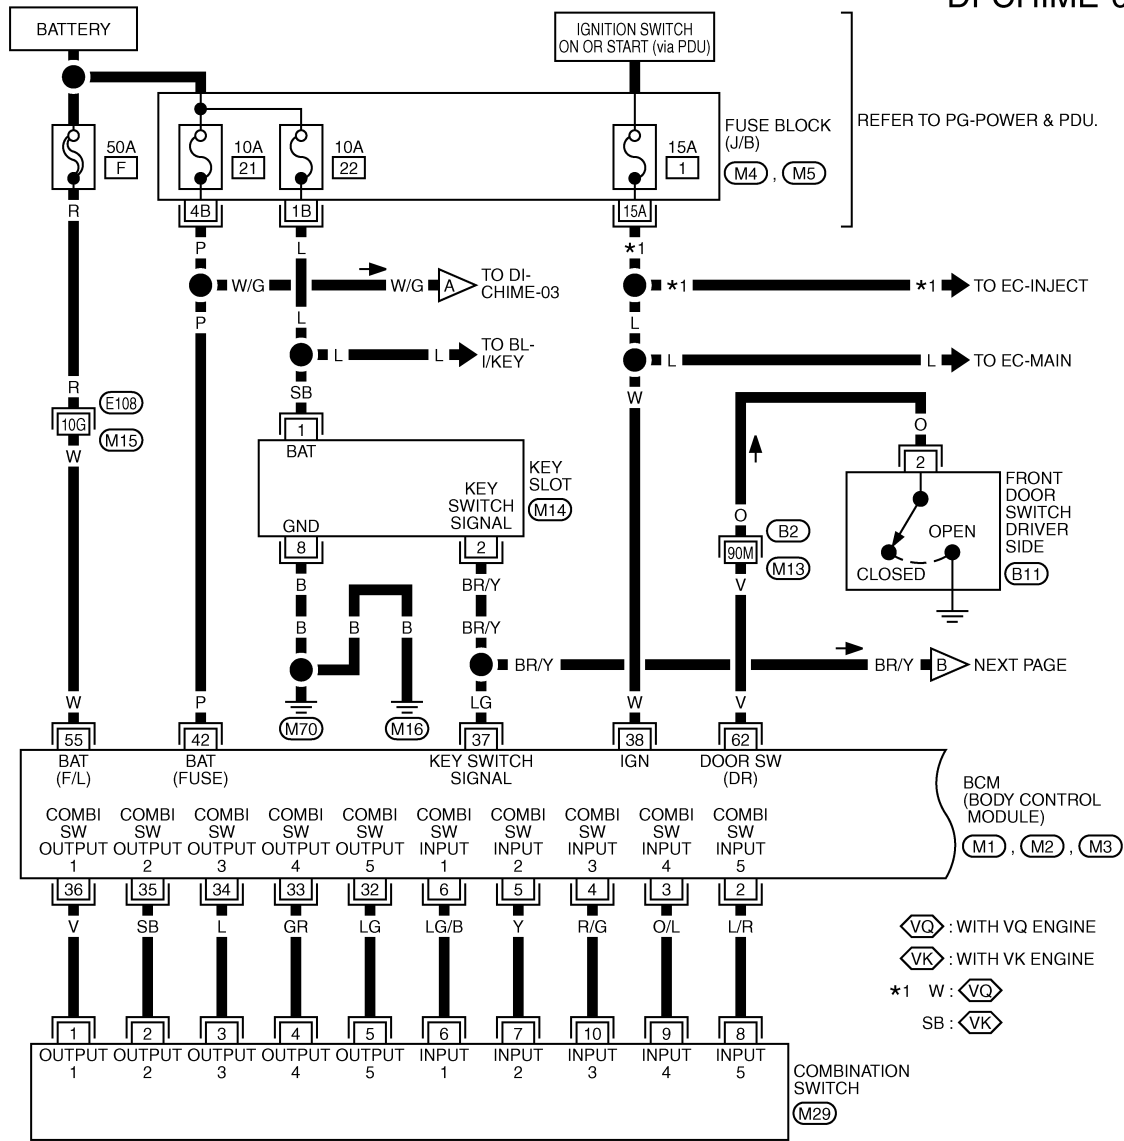 DI-CHIME-0
BATTERY
IGNITION SWITCH
ON OR START (via PDU)
REFER TO PG-POWER & PDU.
50A
F
10A
21
10A
22
15A
1
FUSE BLOCK
(J/B)
M4 , M5
4B
1B
15A
R
P
L
*1
W/G
W/G
A
TO DI-
CHIME-03
*1
*1
TO EC-INJECT
P
L
L
L
L
TO BL-
I/KEY
L
L
TO EC-MAIN
R
SB
W
E108
10G
M15
W
1
BAT
KEY
SLOT
M14
KEY
SWITCH
SIGNAL
GND
8
2
O
2
FRONT
DOOR
SWITCH
DRIVER
SIDE
B11
OPEN
CLOSED
O
B2
90M
M13
V
B
BR/Y
B
B
B
BR/Y
BR/Y
BR/Y
B
NEXT PAGE
W
P
M70
M16
LG
W
V
55
42
37
38
62
BAT
(F/L)
BAT
(FUSE)
KEY SWITCH
SIGNAL
IGN
DOOR SW
(DR)
BCM
(BODY CONTROL
MODULE)
M1 , M2 , M3
COMBI
SW
OUTPUT
1
COMBI
SW
OUTPUT
2
COMBI
SW
OUTPUT
3
COMBI
SW
OUTPUT
4
COMBI
SW
OUTPUT
5
COMBI
SW
INPUT
1
COMBI
SW
INPUT
2
COMBI
SW
INPUT
3
COMBI
SW
INPUT
4
COMBI
SW
INPUT
5
36
35
34
33
32
6
5
4
3
2
V
SB
L
GR
LG
LG/B
Y
R/G
O/L
L/R
VQ : WITH VQ ENGINE
VK : WITH VK ENGINE
*1 W : VQ
SB : VK
1
2
3
4
5
6
7
10
9
8
OUTPUT
1
OUTPUT
2
OUTPUT
3
OUTPUT
4
OUTPUT
5
INPUT
1
INPUT
2
INPUT
3
INPUT
4
INPUT
5
COMBINATION
SWITCH
M29